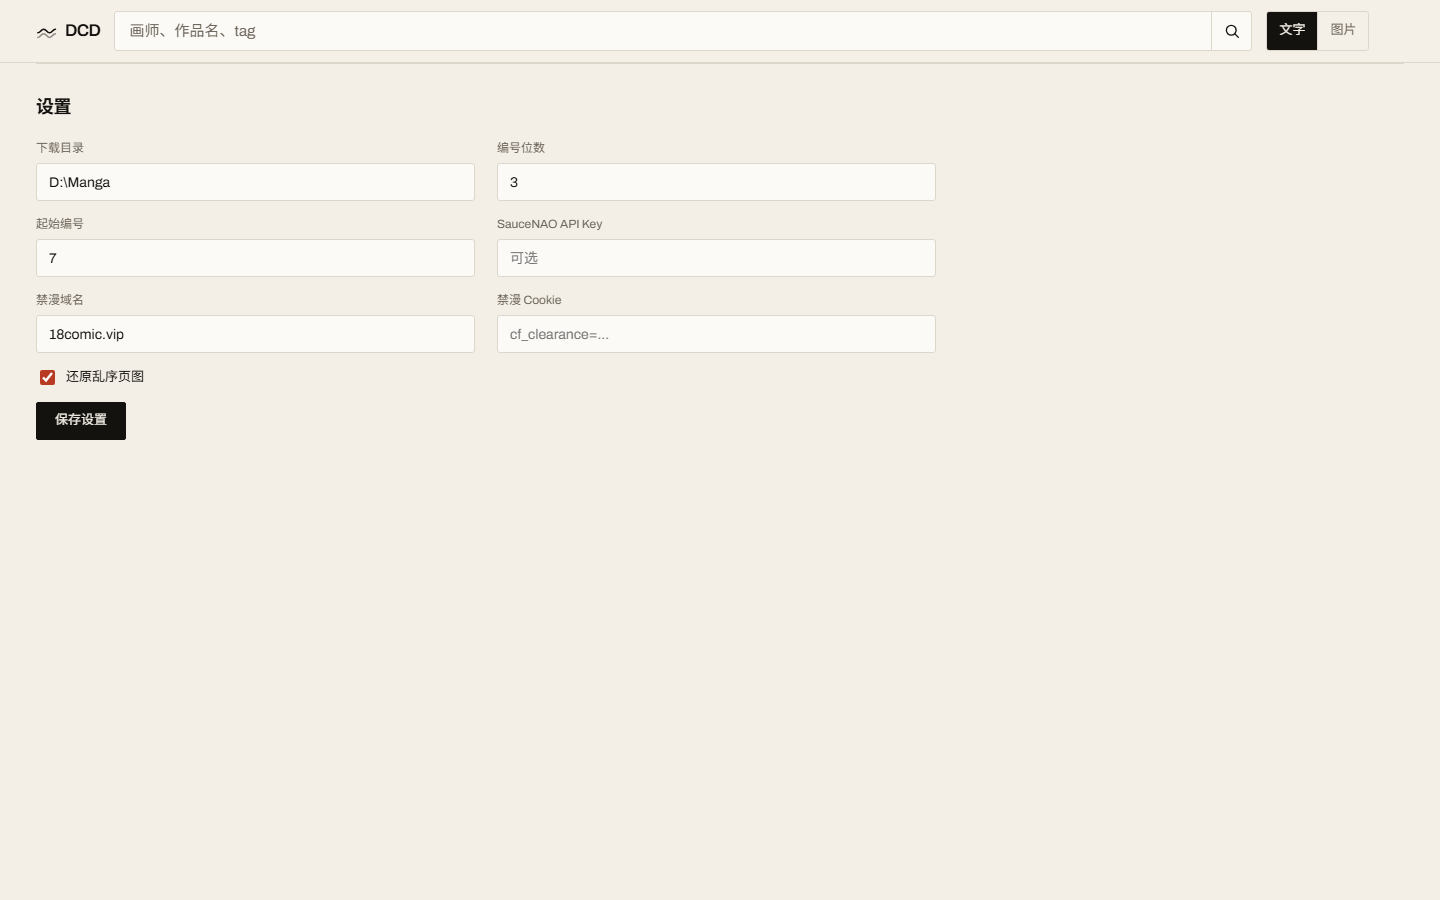 DCD
画师、作品名、tag
文字
图片
设置
下载目录
编号位数
D:\Manga
3
起始编号
SauceNAO API Key
7
可选
禁漫域名
禁漫 Cookie
18comic.vip
cf_clearance=...
还原乱序页图
保存设置